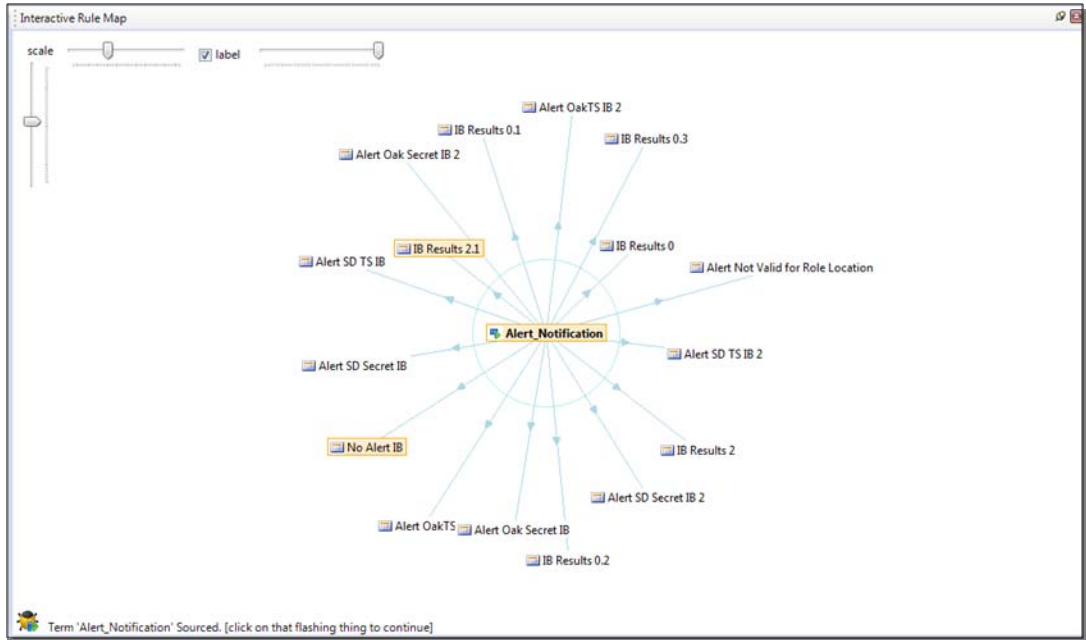 Interactive Rule Map
scale
label
Alert OakTS IB 2
IB Results 0.1
IB Results 0.3
Alert Oak Secret IB 2
IB Results 2.1
IB Results 0
Alert SD TS IB
Alert Not Valid for Role Location
Alert_Notification
Alert SD TS IB 2
Alert SD Secret IB
No Alert IB
IB Results 2
Alert SD Secret IB 2
Alert OakTS
Alert Oak Secret IB
IB Results 0.2
Term 'Alert_Notification' Sourced. [click on that flashing thing to continue]